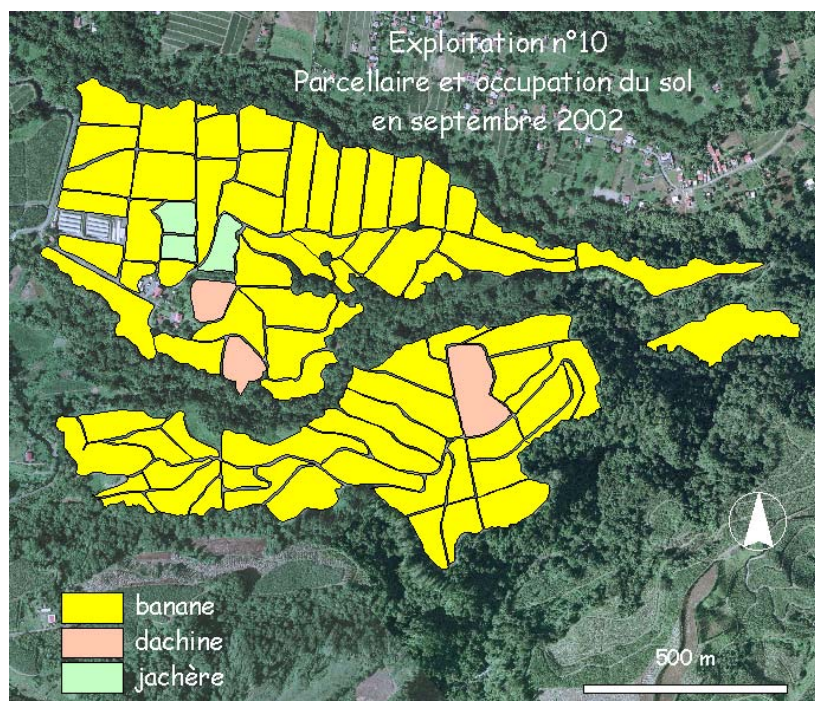 Exploitation n°10
Parcellaire et occupation du sol
en septembre 2002
banane
dachine
jachère
500 m